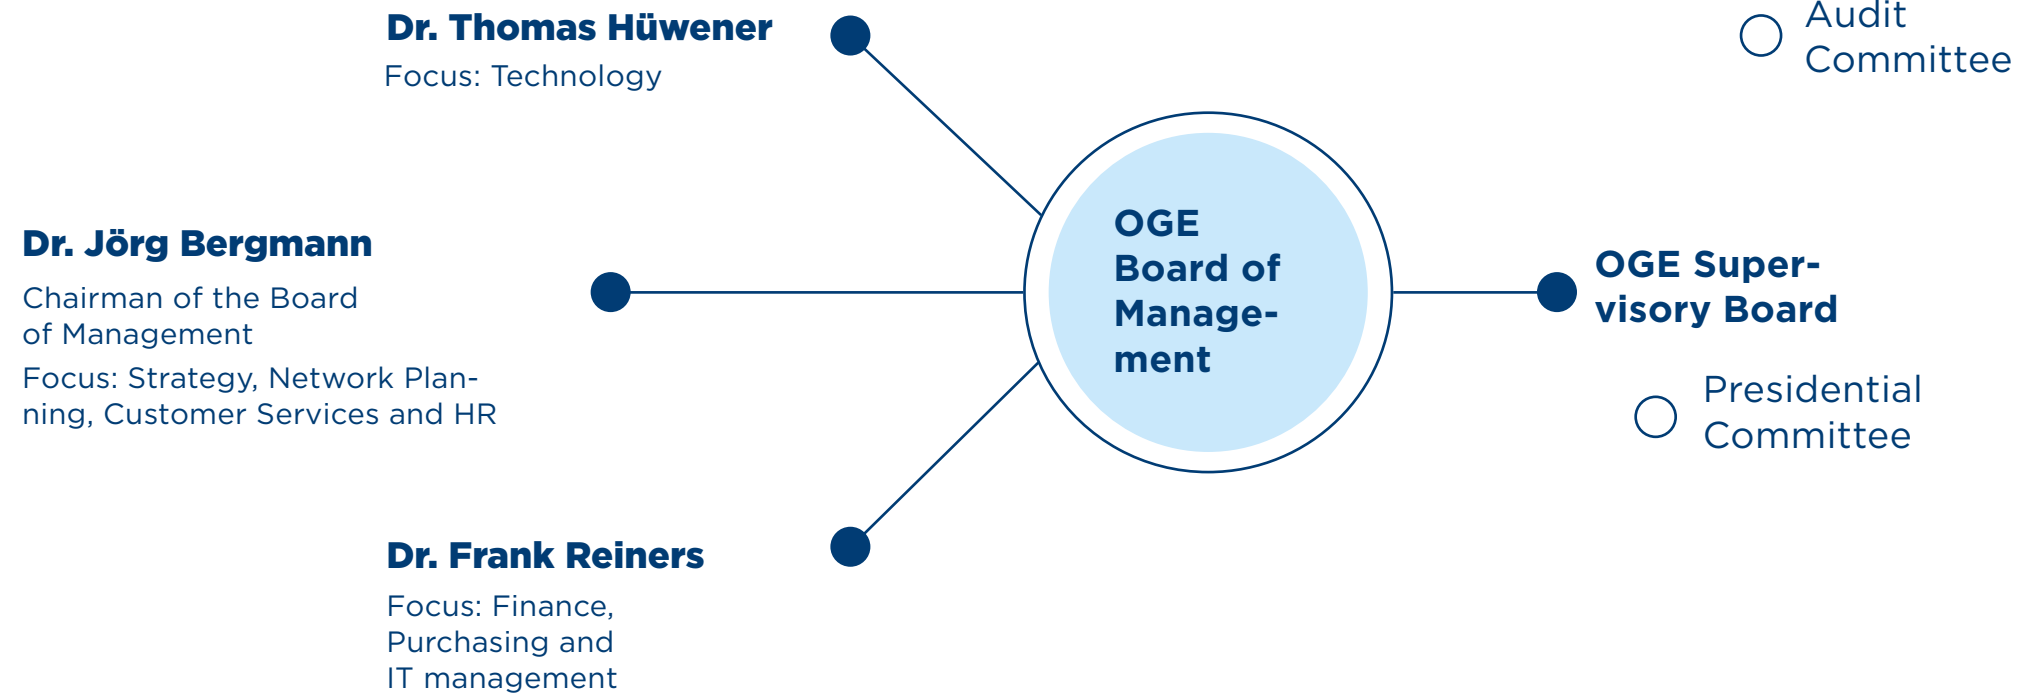 Dr. Thomas Hüwener
Focus: Technology
Dr. Jörg Bergmann
Chairman of the Board
of Management
Focus: Strategy, Network Plan-
ning, Customer Services and HR
Dr. Frank Reiners
Focus: Finance,
Purchasing and
IT management
OGE
Board of
Manage-
ment
Audit
Committee
OGE Super-
visory Board
Presidential
Committee